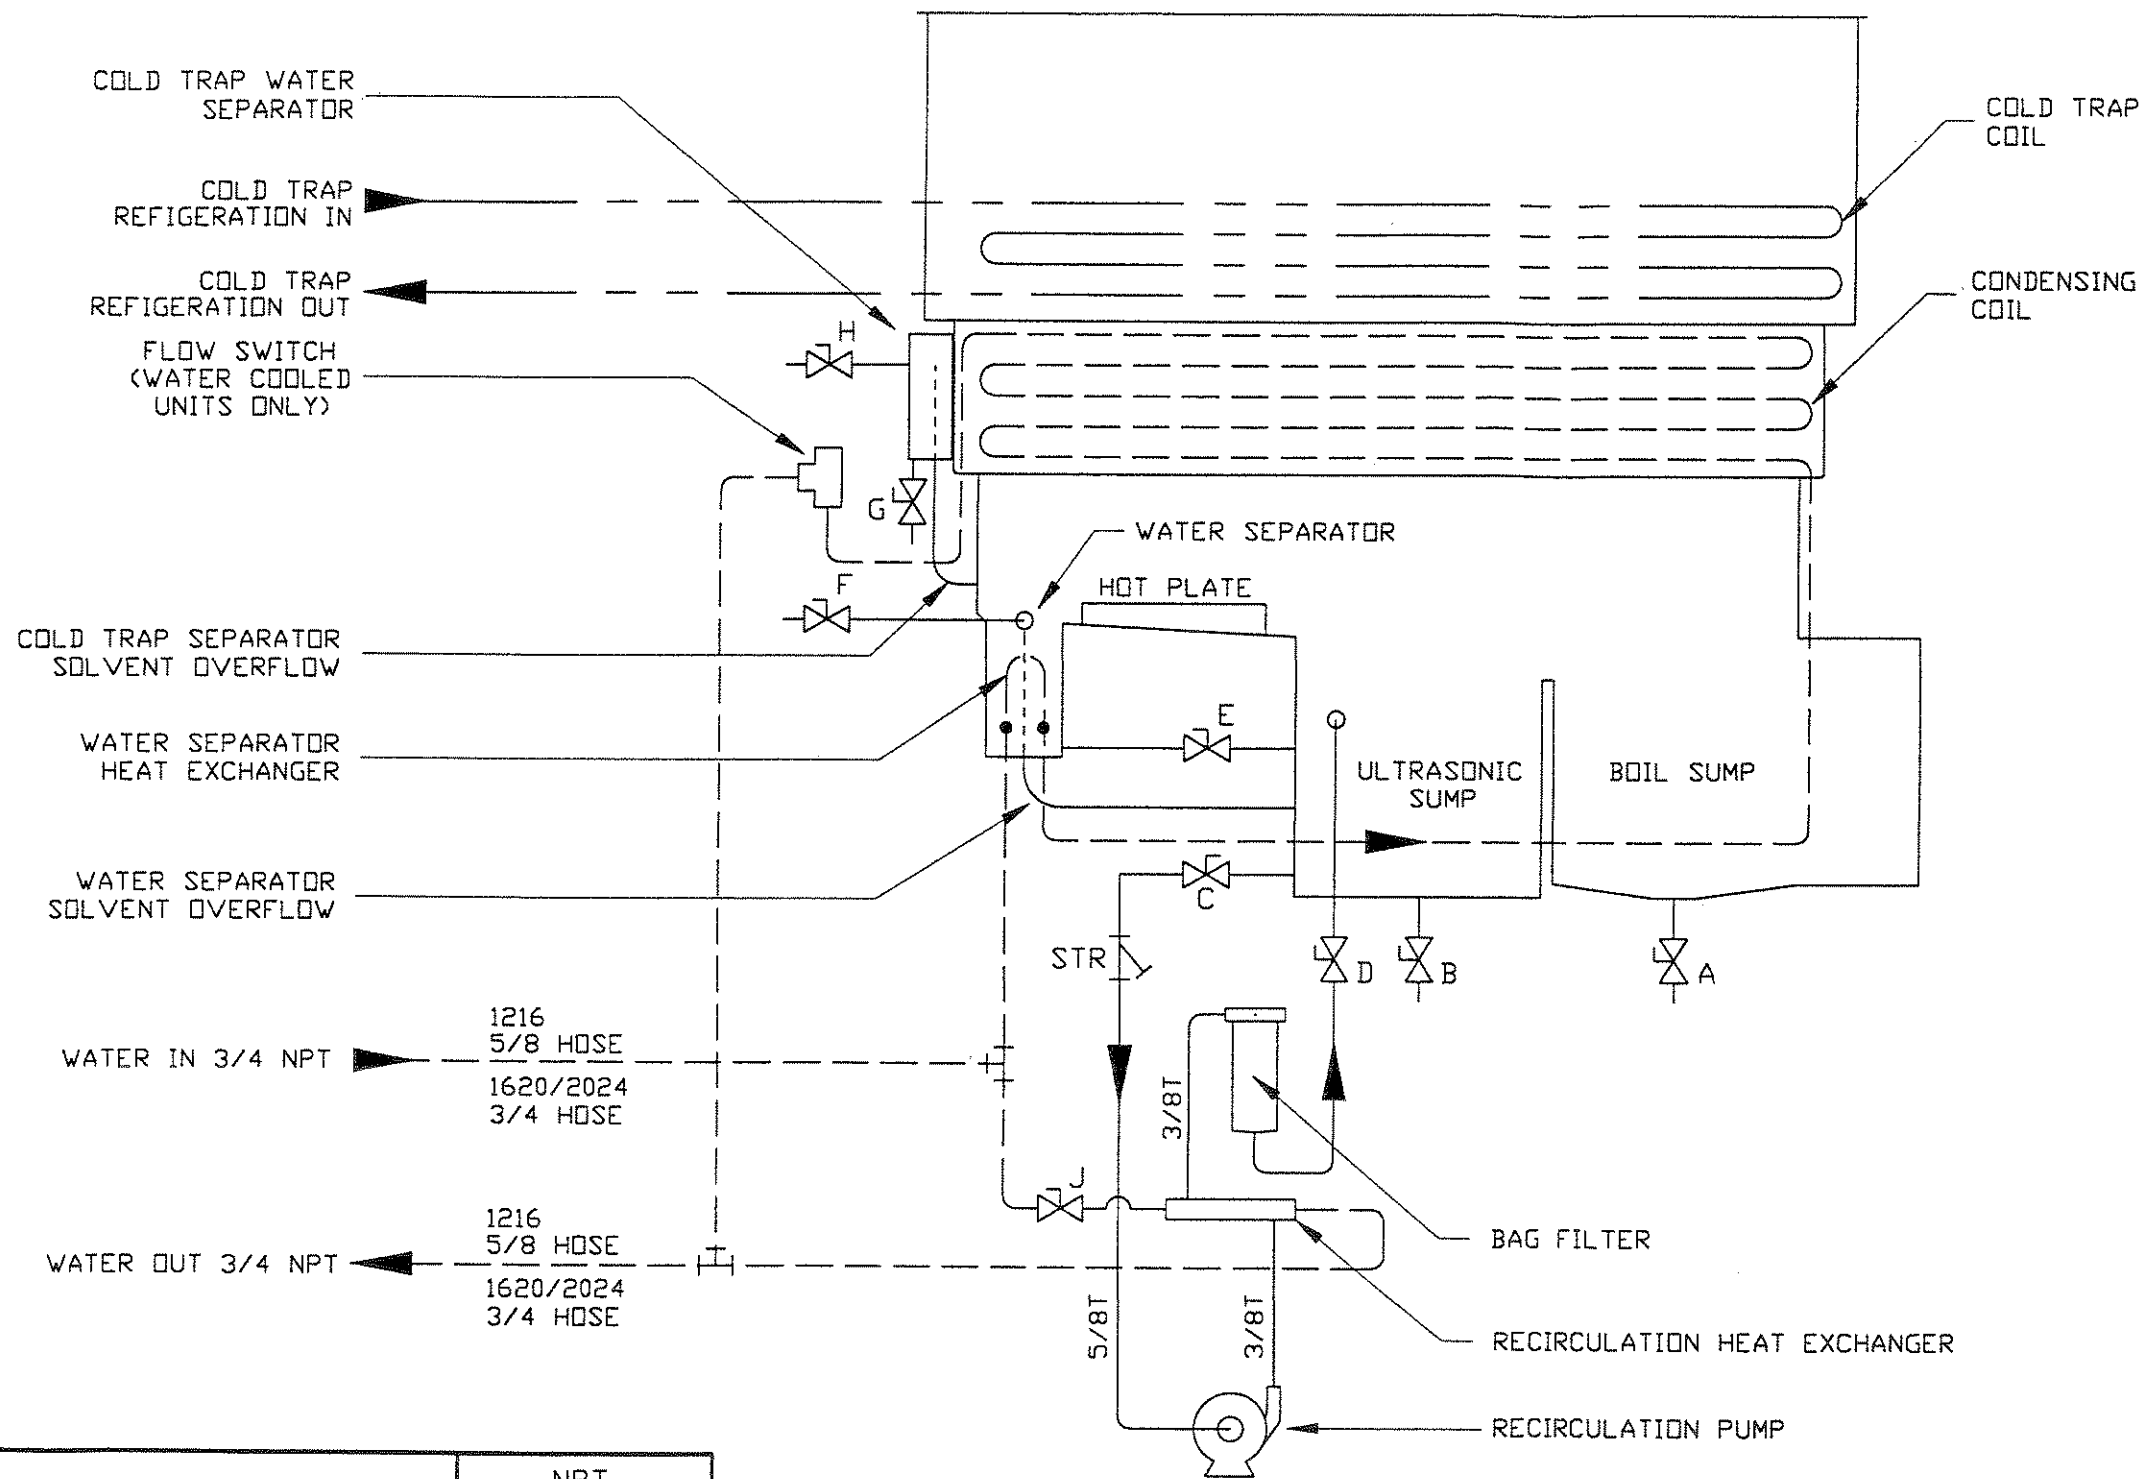 COLD TRAP WATER
SEPARATOR
COLD TRAP
REFIGERATION IN
COLD TRAP
REFIGERATION OUT
FLOW SWITCH
(WATER COOLED
UNITS ONLY)
COLD TRAP SEPARATOR
SOLVENT OVERFLOW
WATER SEPARATOR
HEAT EXCHANGER
WATER SEPARATOR
SOLVENT OVERFLOW
WATER IN 3/4 NPT
1216
5/8 HOSE
1620/2024
3/4 HOSE
WATER OUT 3/4 NPT
1216
5/8 HOSE
1620/2024
3/4 HOSE
H
G
F
WATER SEPARATOR
HOT PLATE
E
C
STR
D
B
A
J
ULTRASONIC
SUMP
BOIL SUMP
COLD TRAP
COIL
CONDENSING
COIL
3/8T
5/8T
3/8T
BAG FILTER
RECIRCULATION HEAT EXCHANGER
RECIRCULATION PUMP
NPT